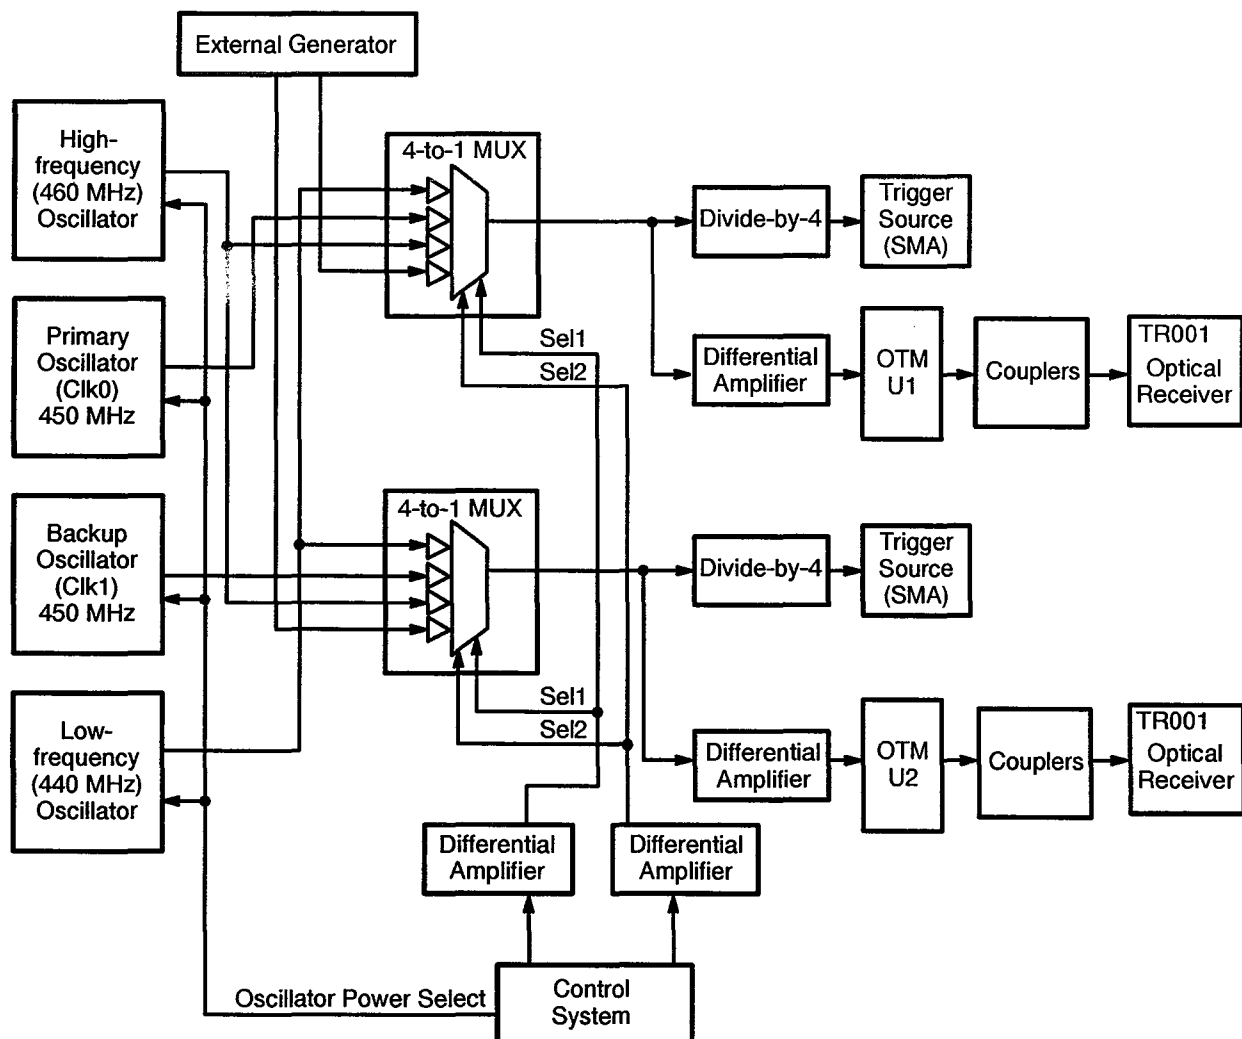 External Generator
High-
frequency
(460 MHz)
Oscillator
4-to-1 MUX
Divide-by-4
Trigger
Source
(SMA)
Primary
Oscillator
(Clk0)
450 MHz
Sel1
Sel2
Differential
Amplifier
OTM
U1
Couplers
TR001
Optical
Receiver
Backup
Oscillator
(Clk1)
450 MHz
4-to-1 MUX
Divide-by-4
Trigger
Source
(SMA)
Low-
frequency
(440 MHz)
Oscillator
Sel1
Sel2
Differential
Amplifier
OTM
U2
Couplers
TR001
Optical
Receiver
Differential
Amplifier
Differential
Amplifier
Oscillator Power Select
Control
System